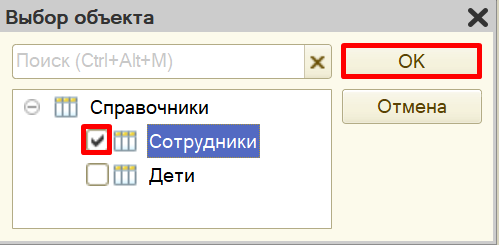 Выбор объекта
Поиск (Ctrl+Alt+M)
OK
Справочники
Отмена
Сотрудники
Дети